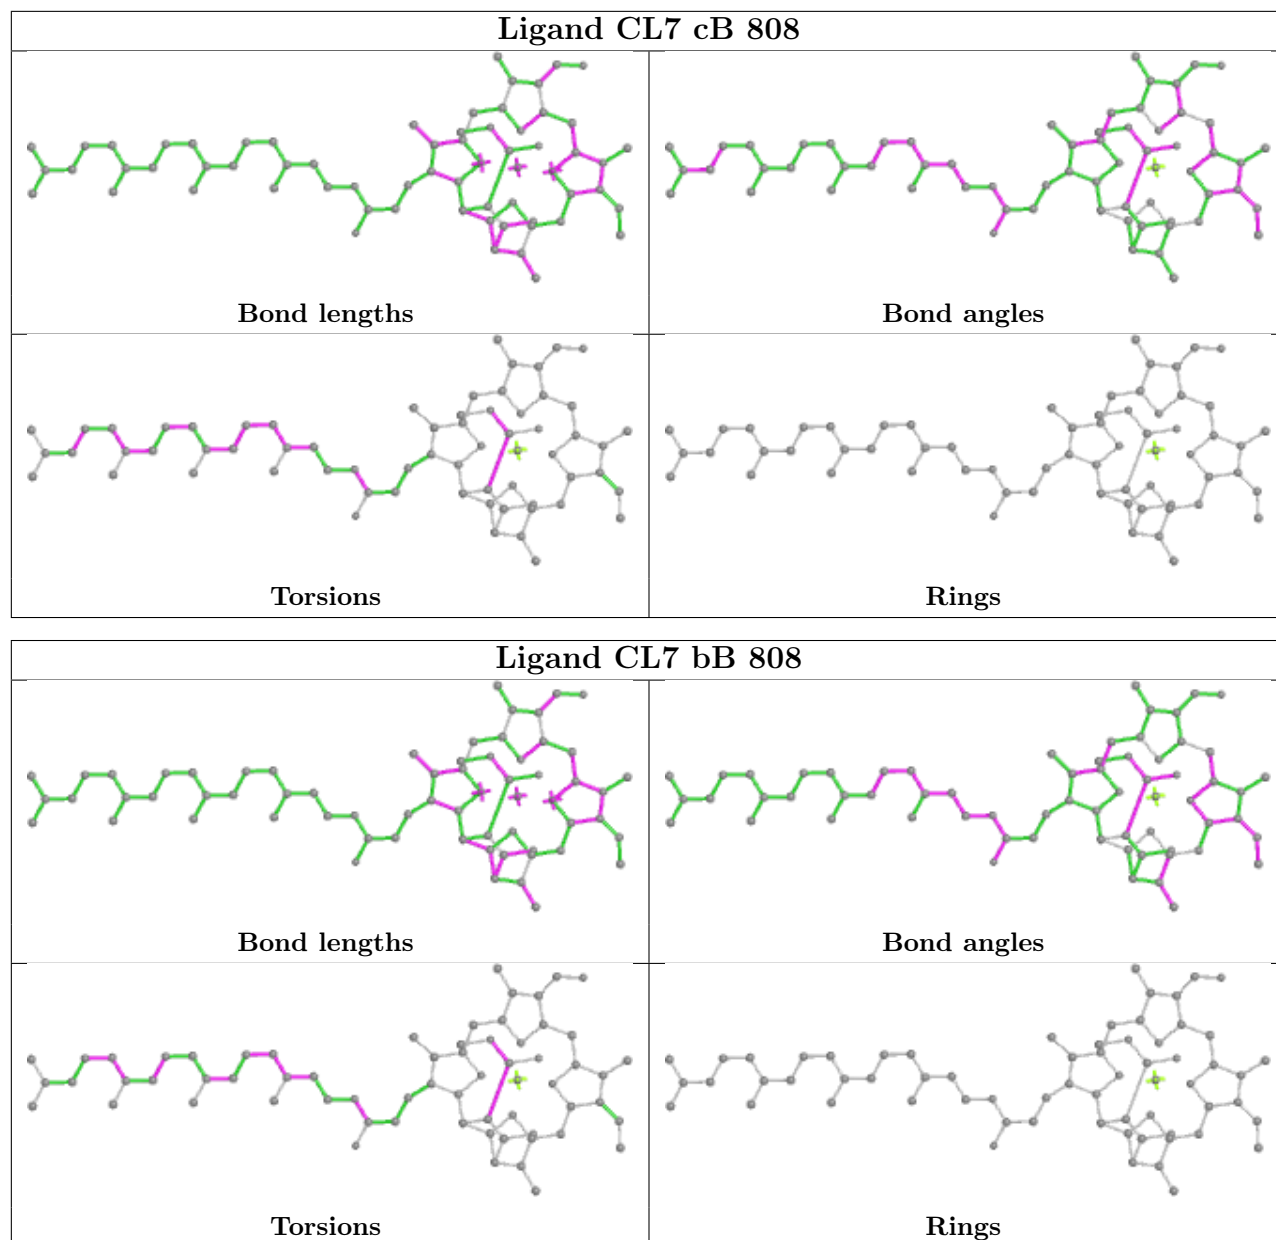 Ligand CL7 cB 808
Bond lengths
Bond angles
Torsions
Rings
Ligand CL7 bB 808
Bond lengths
Bond angles
Torsions
Rings